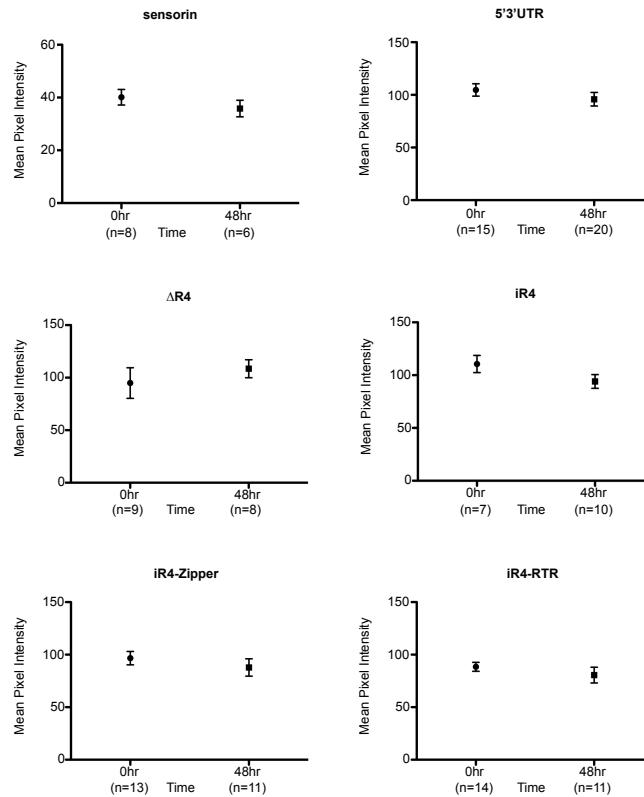 sensorin
60
40
20
0
Mean Pixel Intensity
0hr 48hr
(n=8) Time (n=6)
5'3'UTR
150
100
50
0
Mean Pixel Intensity
0hr 48hr
(n=15) Time (n=20)
ΔR4
150
100
50
0
Mean Pixel Intensity
0hr 48hr
(n=9) Time (n=8)
iR4
150
100
50
0
Mean Pixel Intensity
0hr 48hr
(n=7) Time (n=10)
iR4-Zipper
150
100
50
0
Mean Pixel Intensity
0hr 48hr
(n=13) Time (n=11)
iR4-RTR
150
100
50
0
Mean Pixel Intensity
0hr 48hr
(n=14) Time (n=11)